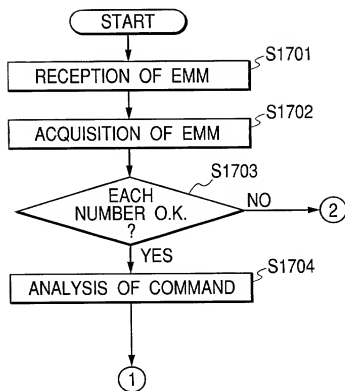 START
S1701
RECEPTION OF EMM
S1702
ACQUISITION OF EMM
S1703
EACH
NUMBER O.K.
?
NO
2
YES
S1704
ANALYSIS OF COMMAND
1